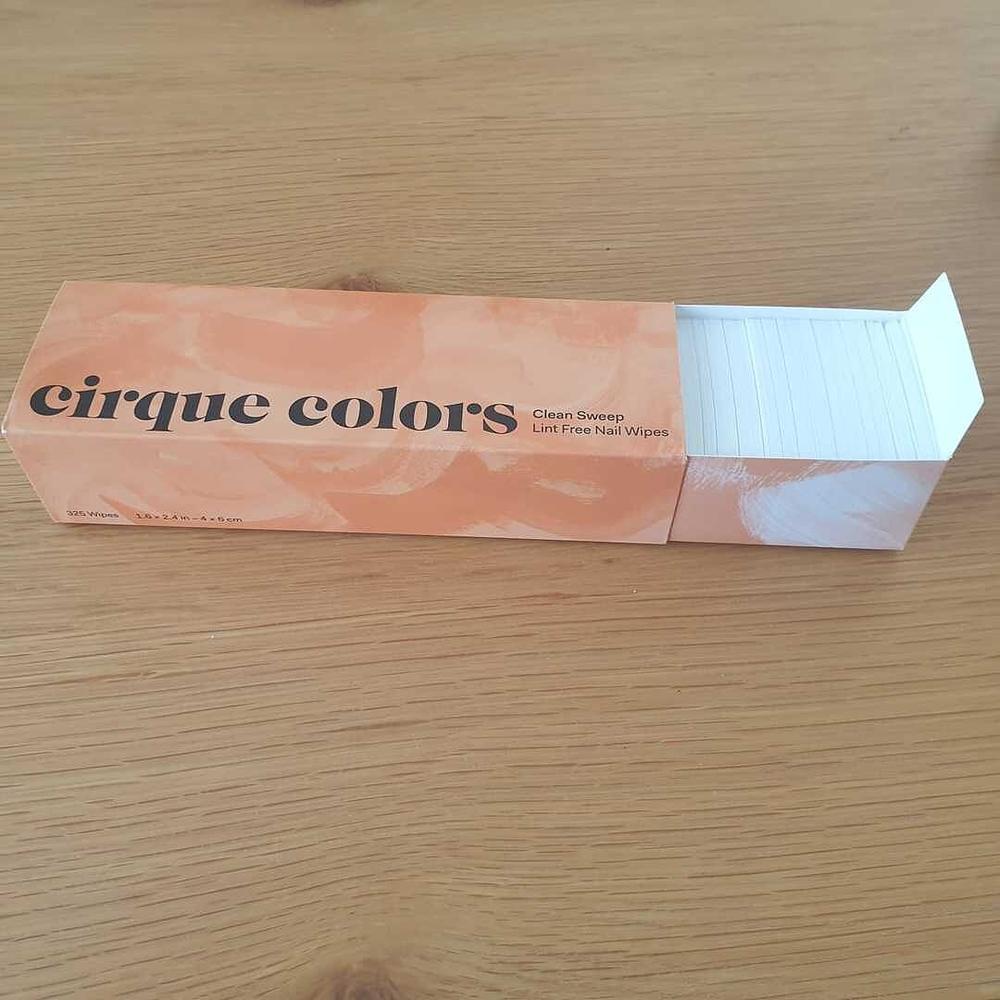 cirque colors
Clean Sweep
Lint Free Nail Wipes
325 Wipes 1.6 × 2.4 in – 4 × 6 cm